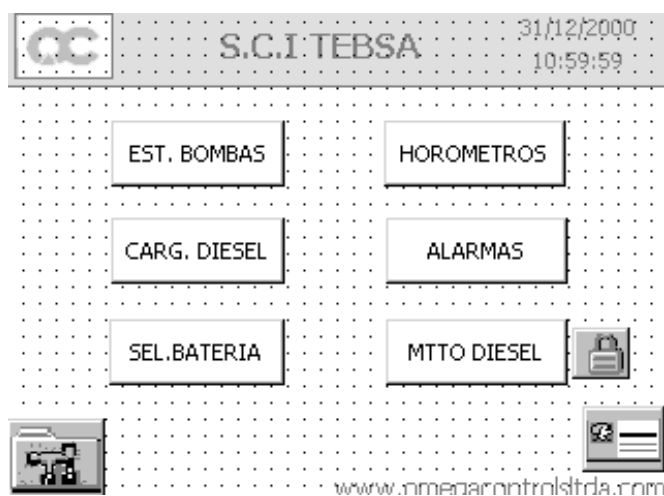 S.C.I TEBSA
31/12/2000
10:59:59
EST. BOMBAS
HOROMETROS
CARG. DIESEL
ALARMAS
SEL.BATERIA
MTTO DIESEL
www.omegacontrolsltda.com